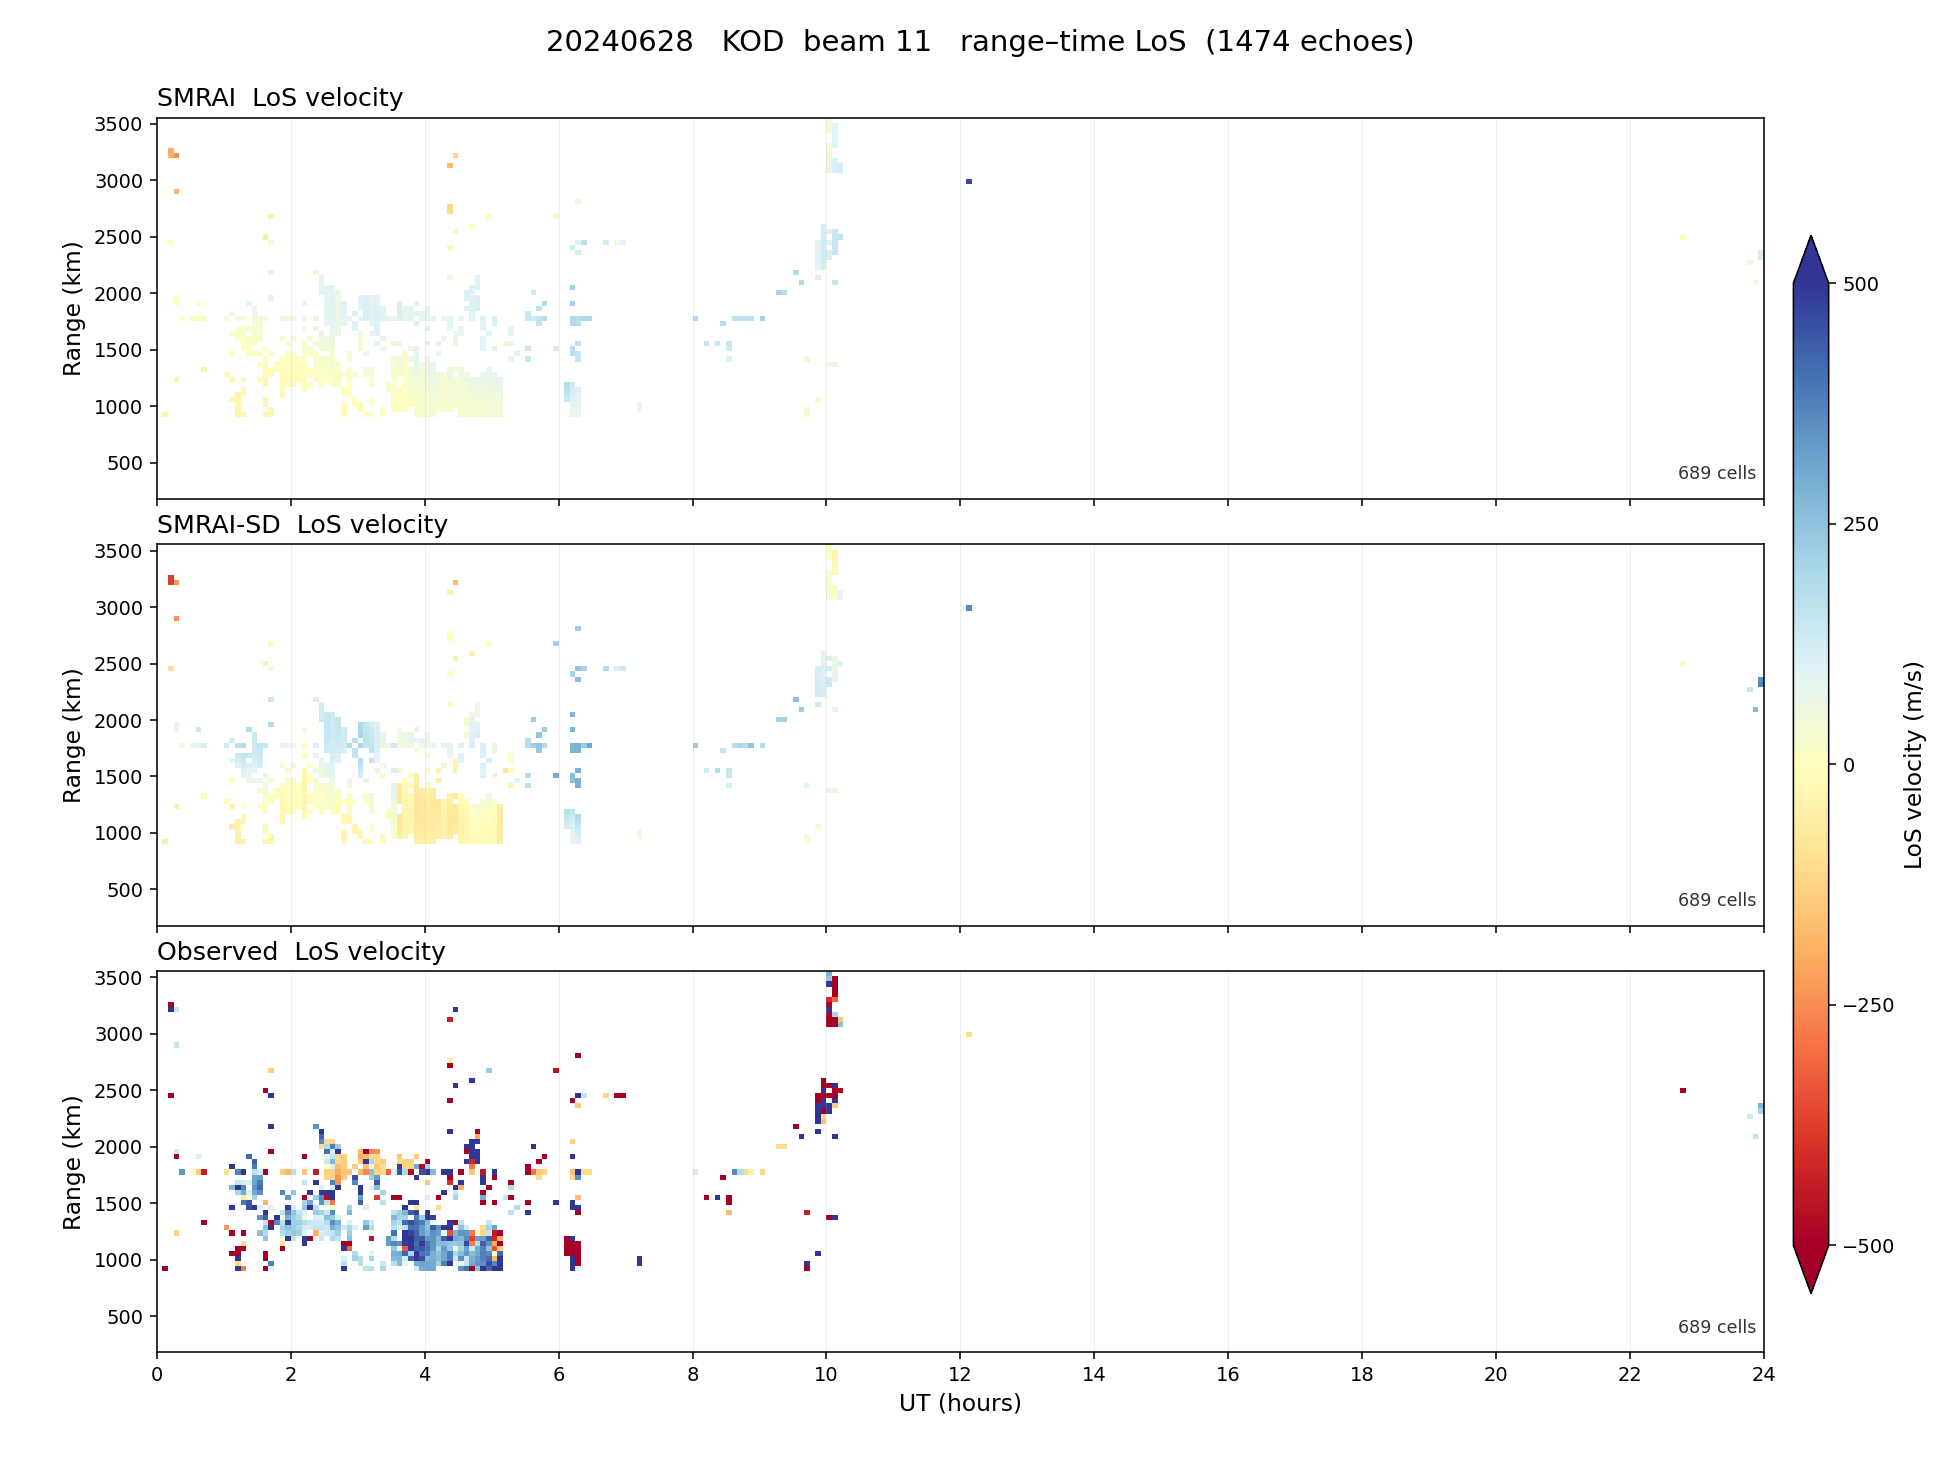 20240628   KOD  beam 11   range–time LoS  (1474 echoes)
SMRAI  LoS velocity
3500
3000
2500
2000
1500
1000
500
Range (km)
689 cells
SMRAI-SD  LoS velocity
3500
3000
2500
2000
1500
1000
500
Range (km)
689 cells
Observed  LoS velocity
3500
3000
2500
2000
1500
1000
500
Range (km)
689 cells
0 2 4 6 8 10 12 14 16 18 20 22 24
UT (hours)
500
250
0
−250
−500
LoS velocity (m/s)